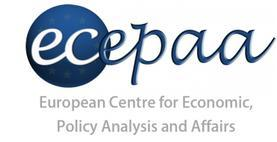 ecepaa
European Centre for Economic,
Policy Analysis and Affairs